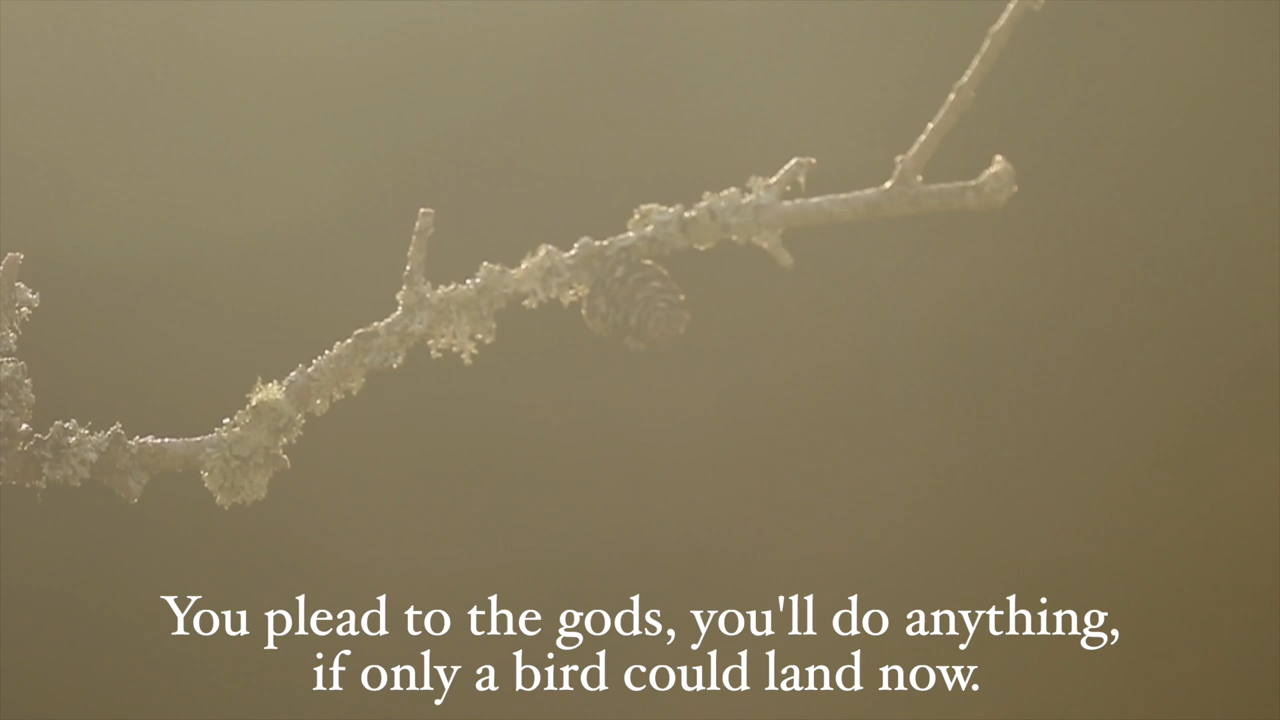 You plead to the gods, you'll do anything,
if only a bird could land now.